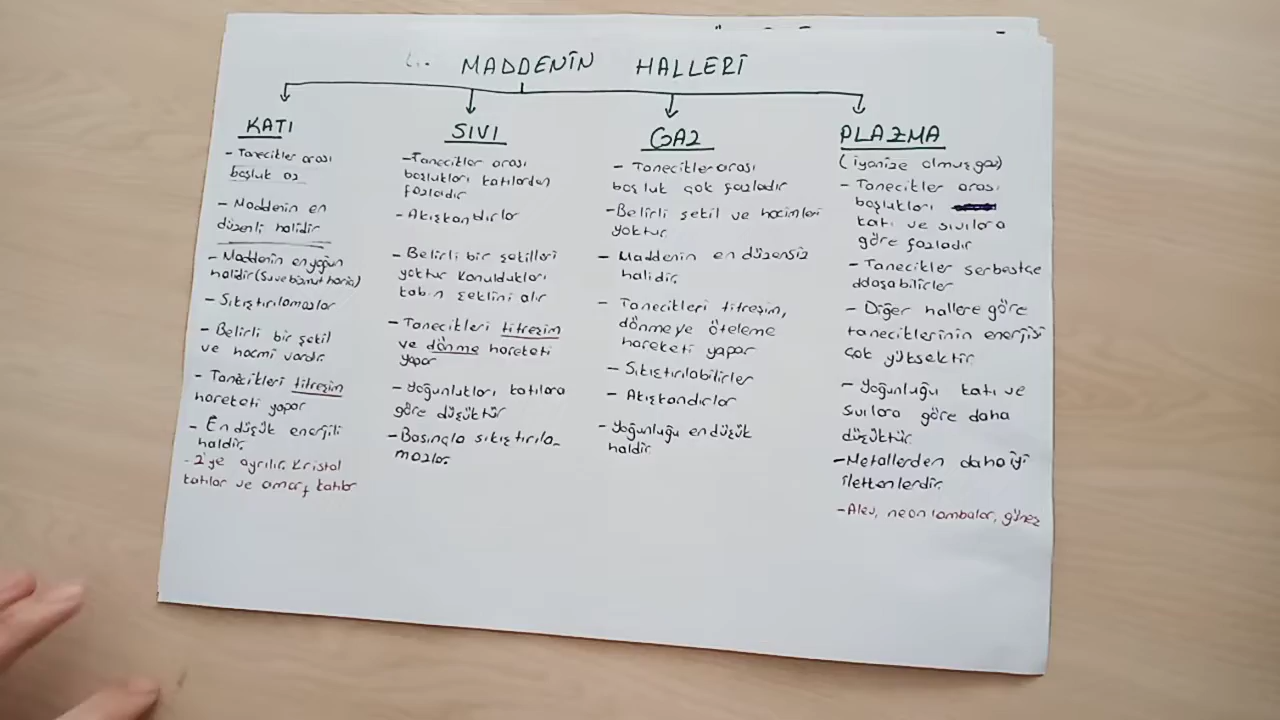 MADDENİN HALLERİ
KATI
- Tanecikler arası
boşluk az
- Maddenin en
düzenli halidir
- Maddenin en yoğun
halidir (su ve bizmut hariç)
- Sıkıştırılamazlar
- Belirli bir şekil
ve hacmi vardır.
- Tanecikleri titreşim
hareketi yapar
- En düşük enerjili
haldir.
- 2'ye ayrılır. Kristal
katılar ve amorf katılar
SIVI
- Tanecikler arası
boşlukları katılardan
fazladır
- Akışkandırlar
- Belirli bir şekilleri
yoktur konuldukları
kabın şeklini alır
- Tanecikleri titreşim
ve dönme hareketi
yapar
- Yoğunlukları katılara
göre düşüktür
- Basınçla sıkıştırıla-
mazlar.
GAZ
- Tanecikler arası
boşluk çok fazladır
- Belirli şekil ve hacimleri
yoktur.
- Maddenin en düzensiz
halidir.
- Tanecikleri titreşim,
dönme ve öteleme
hareketi yapar
- Sıkıştırılabilirler
- Akışkandırlar
- Yoğunluğu en düşük
haldir.
PLAZMA
(iyonize olmuş gaz)
- Tanecikler arası
boşlukları
katı ve sıvılara
göre fazladır
- Tanecikler serbestçe
dolaşabilirler
- Diğer hallere göre
taneciklerinin enerjisi
çok yüksektir.
- Yoğunluğu katı ve
sıvılara göre daha
düşüktür.
- Metallerden daha iyi
iletkenlerdir.
- Alev, neon lambalar, güneş